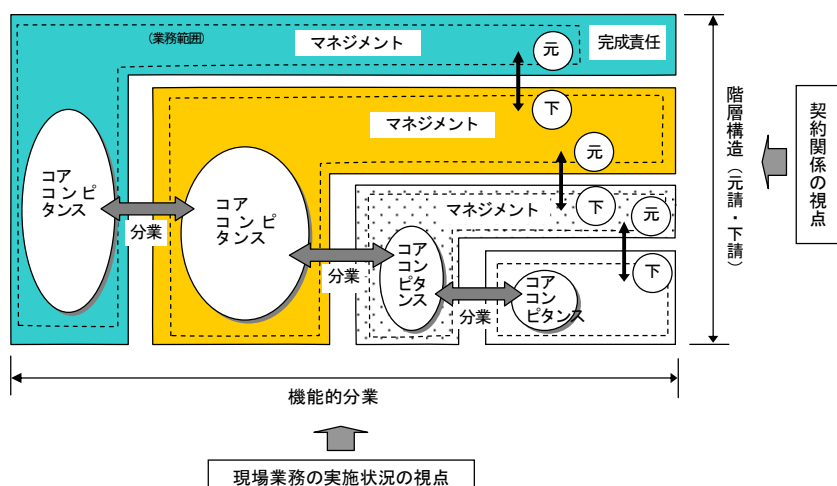 (業務範囲)
マネジメント
元
完成責任
下
マネジメント
元
コア
コンピ
タンス
分業
コア
コンピ
タンス
分業
マネジメント
下
元
コア
コン
ピタ
ンス
分業
下
コア
コン
ピタンス
階層構造（元請・下請）
契約関係の視点
機能的分業
現場業務の実施状況の視点